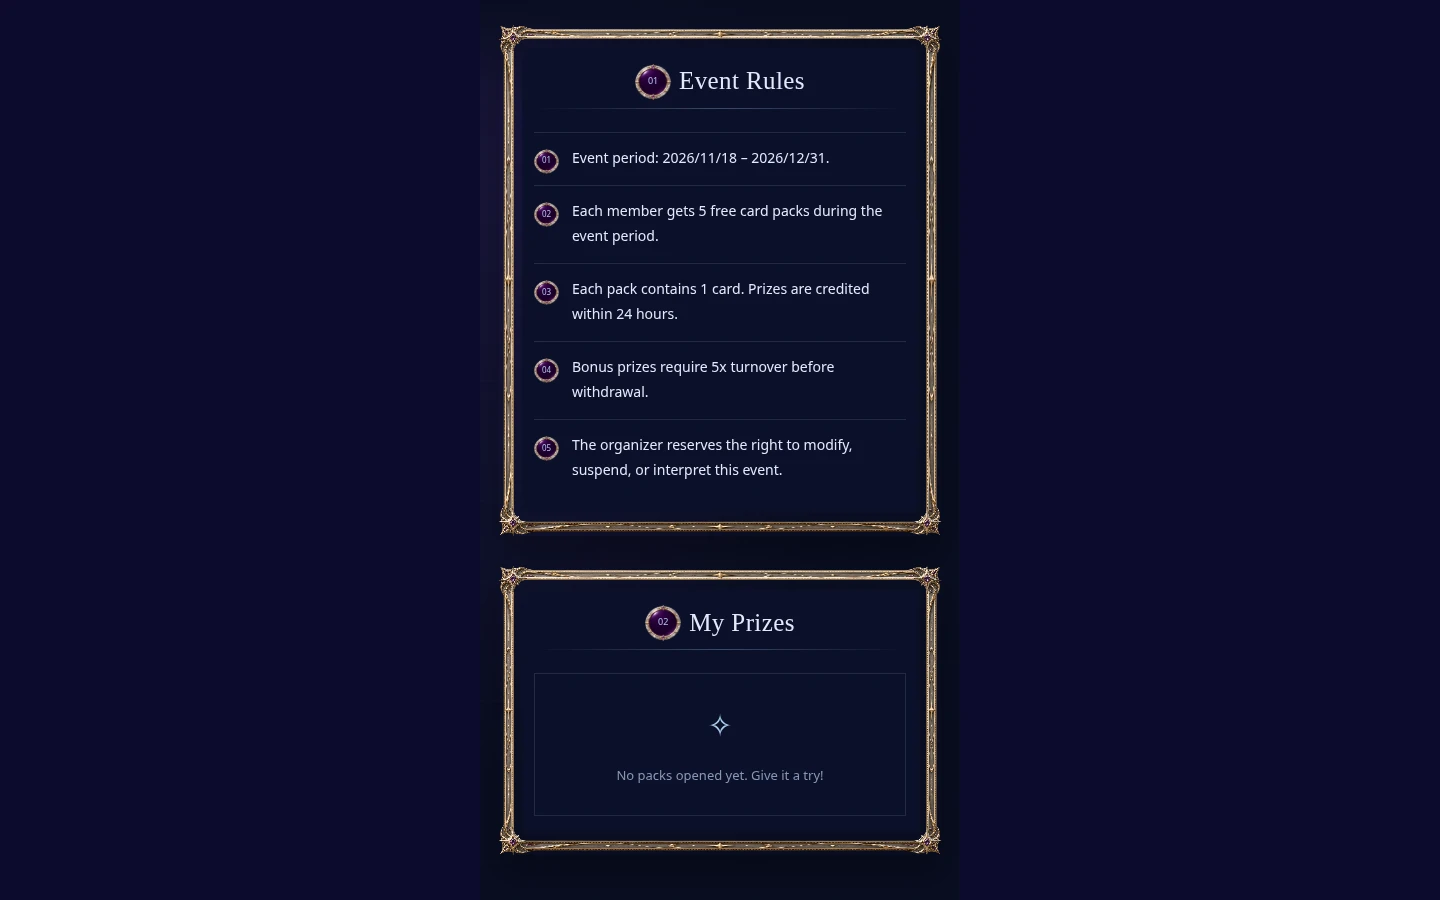 01 Event Rules
01 Event period: 2026/11/18 – 2026/12/31.
02 Each member gets 5 free card packs during the
event period.
03 Each pack contains 1 card. Prizes are credited
within 24 hours.
04 Bonus prizes require 5x turnover before
withdrawal.
05 The organizer reserves the right to modify,
suspend, or interpret this event.
02 My Prizes
No packs opened yet. Give it a try!